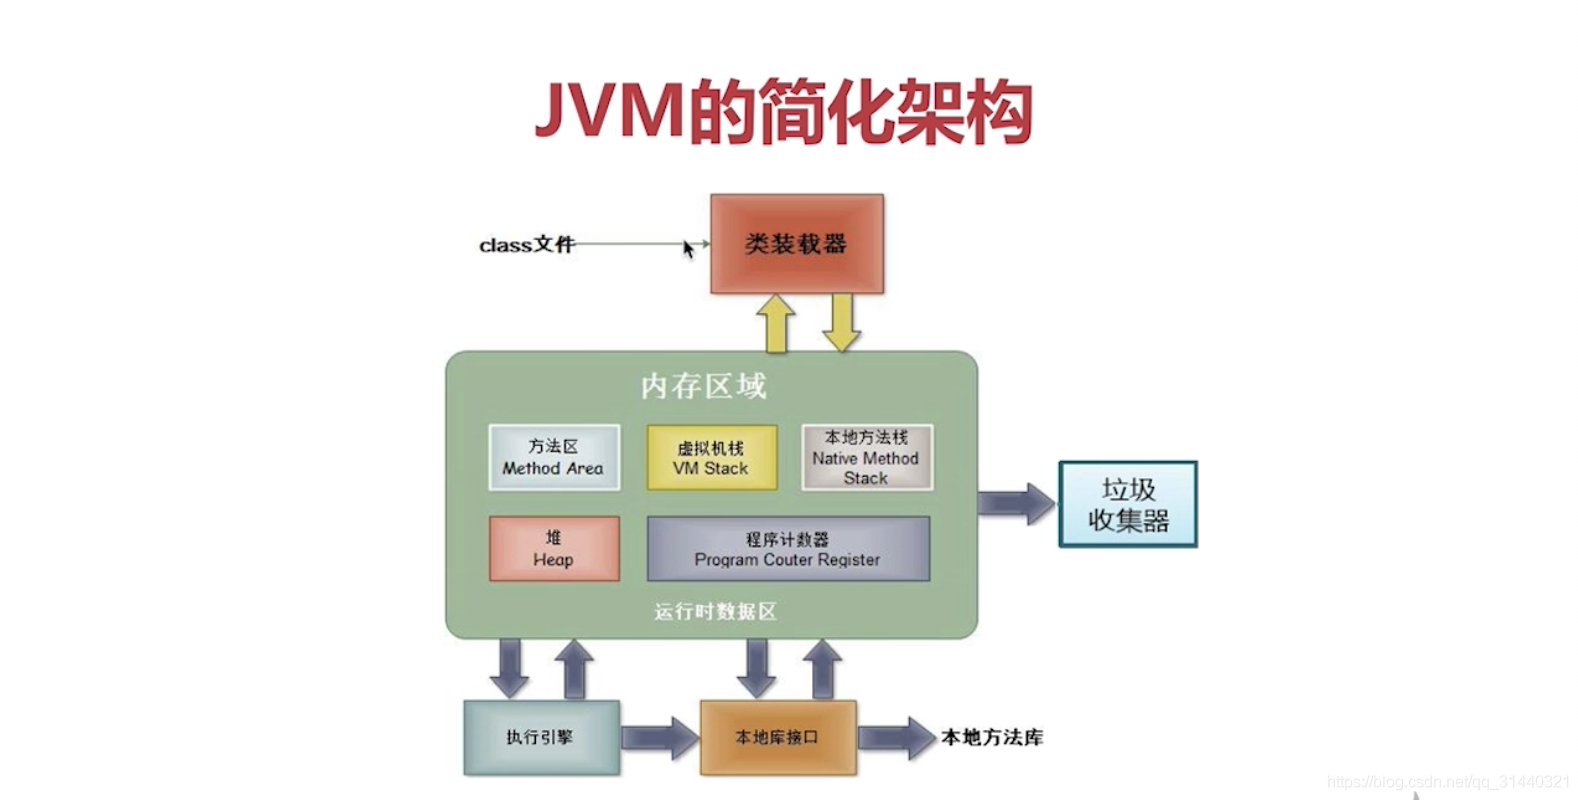 JVM的简化架构
class文件
类装载器
内存区域
方法区
Method Area
虚拟机栈
VM Stack
本地方法栈
Native Method
Stack
堆
Heap
程序计数器
Program Couter Register
运行时数据区
垃圾
收集器
执行引擎
本地库接口
本地方法库
https://blog.csdn.net/qq_31440321